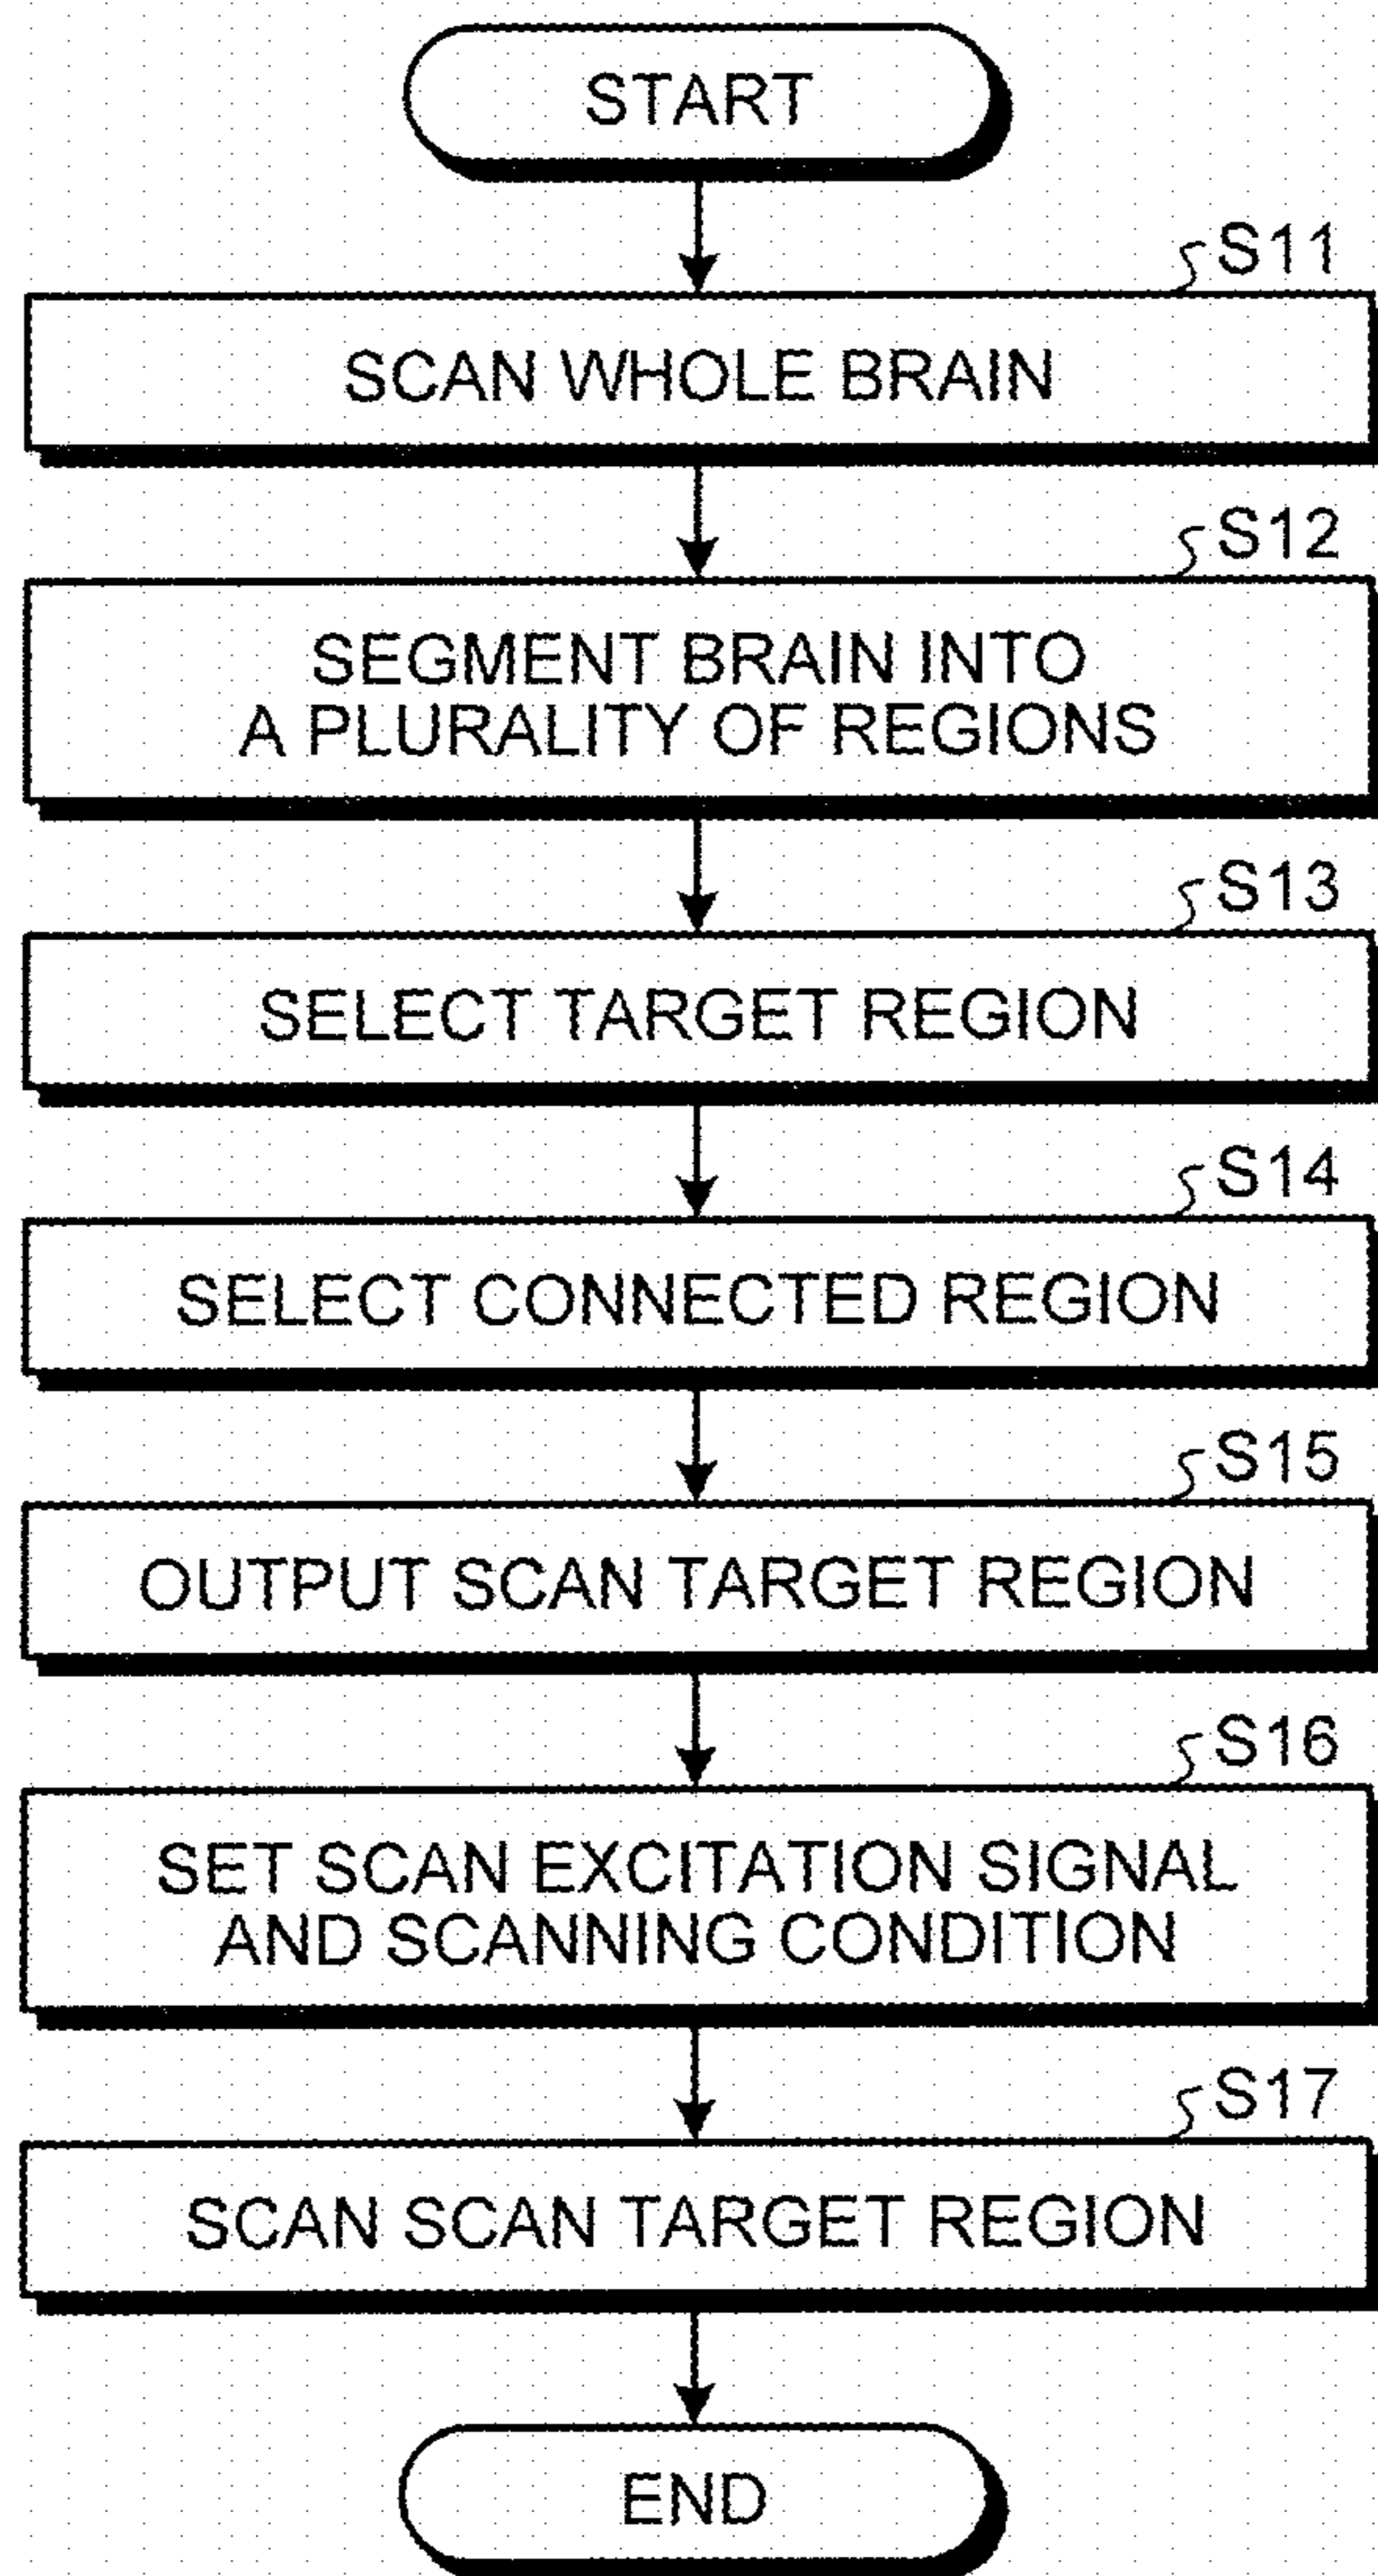 START
S11
SCAN WHOLE BRAIN
S12
SEGMENT BRAIN INTO
A PLURALITY OF REGIONS
S13
SELECT TARGET REGION
S14
SELECT CONNECTED REGION
S15
OUTPUT SCAN TARGET REGION
S16
SET SCAN EXCITATION SIGNAL
AND SCANNING CONDITION
S17
SCAN SCAN TARGET REGION
END